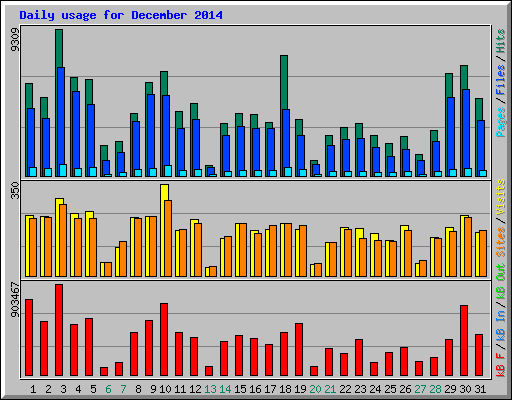 Daily usage for December 2014
9309
Pages / Files / Hits
350
Sites / Visits
903467
kB F / kB In / kB Out
1 2 3 4 5 6 7 8 9 10 11 12 13 14 15 16 17 18 19 20 21 22 23 24 25 26 27 28 29 30 31